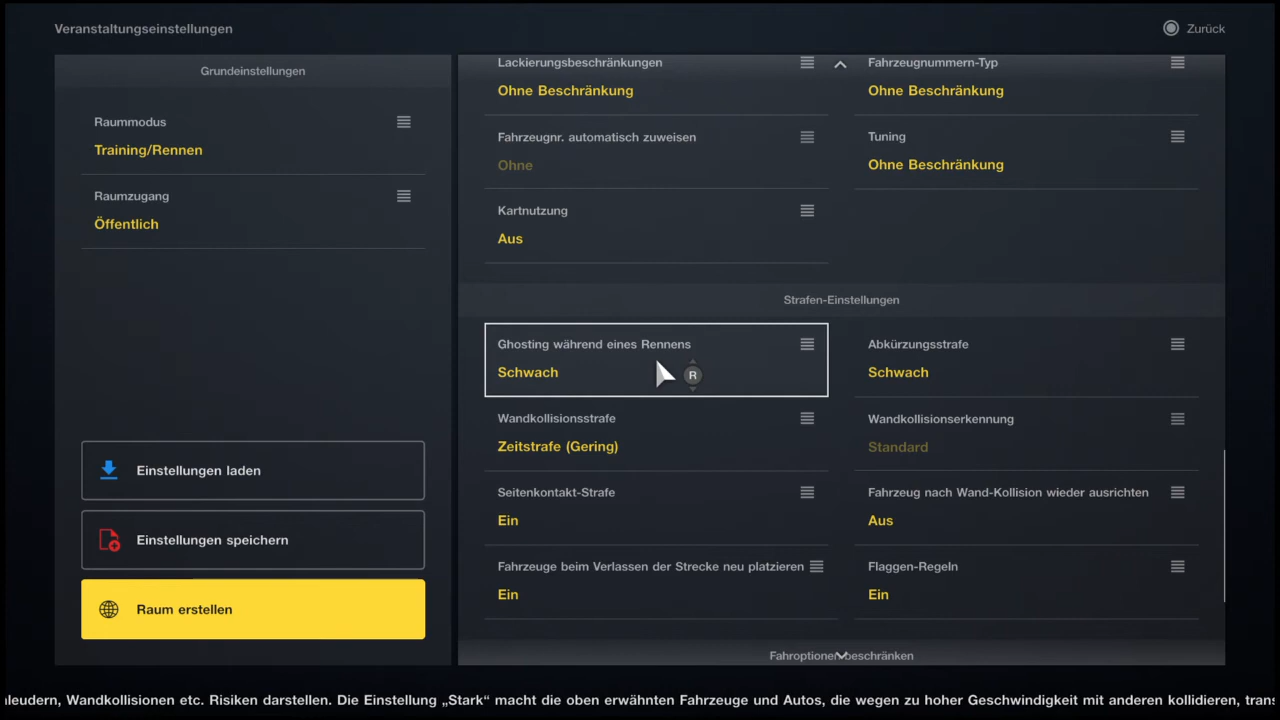 Veranstaltungseinstellungen
Zurück
Grundeinstellungen
Raummodus
Training/Rennen
Raumzugang
Öffentlich
Einstellungen laden
Einstellungen speichern
Raum erstellen
Lackierungsbeschränkungen
Ohne Beschränkung
Fahrzeugnummern-Typ
Ohne Beschränkung
Fahrzeugnr. automatisch zuweisen
Ohne
Tuning
Ohne Beschränkung
Kartnutzung
Aus
Strafen-Einstellungen
Ghosting während eines Rennens
Schwach
R
Abkürzungsstrafe
Schwach
Wandkollisionsstrafe
Zeitstrafe (Gering)
Wandkollisionserkennung
Standard
Seitenkontakt-Strafe
Ein
Fahrzeug nach Wand-Kollision wieder ausrichten
Aus
Fahrzeuge beim Verlassen der Strecke neu platzieren
Ein
Flaggen-Regeln
Ein
Fahroptionen beschränken
leudern, Wandkollisionen etc. Risiken darstellen. Die Einstellung „Stark“ macht die oben erwähnten Fahrzeuge und Autos, die wegen zu hoher Geschwindigkeit mit anderen kollidieren, trans